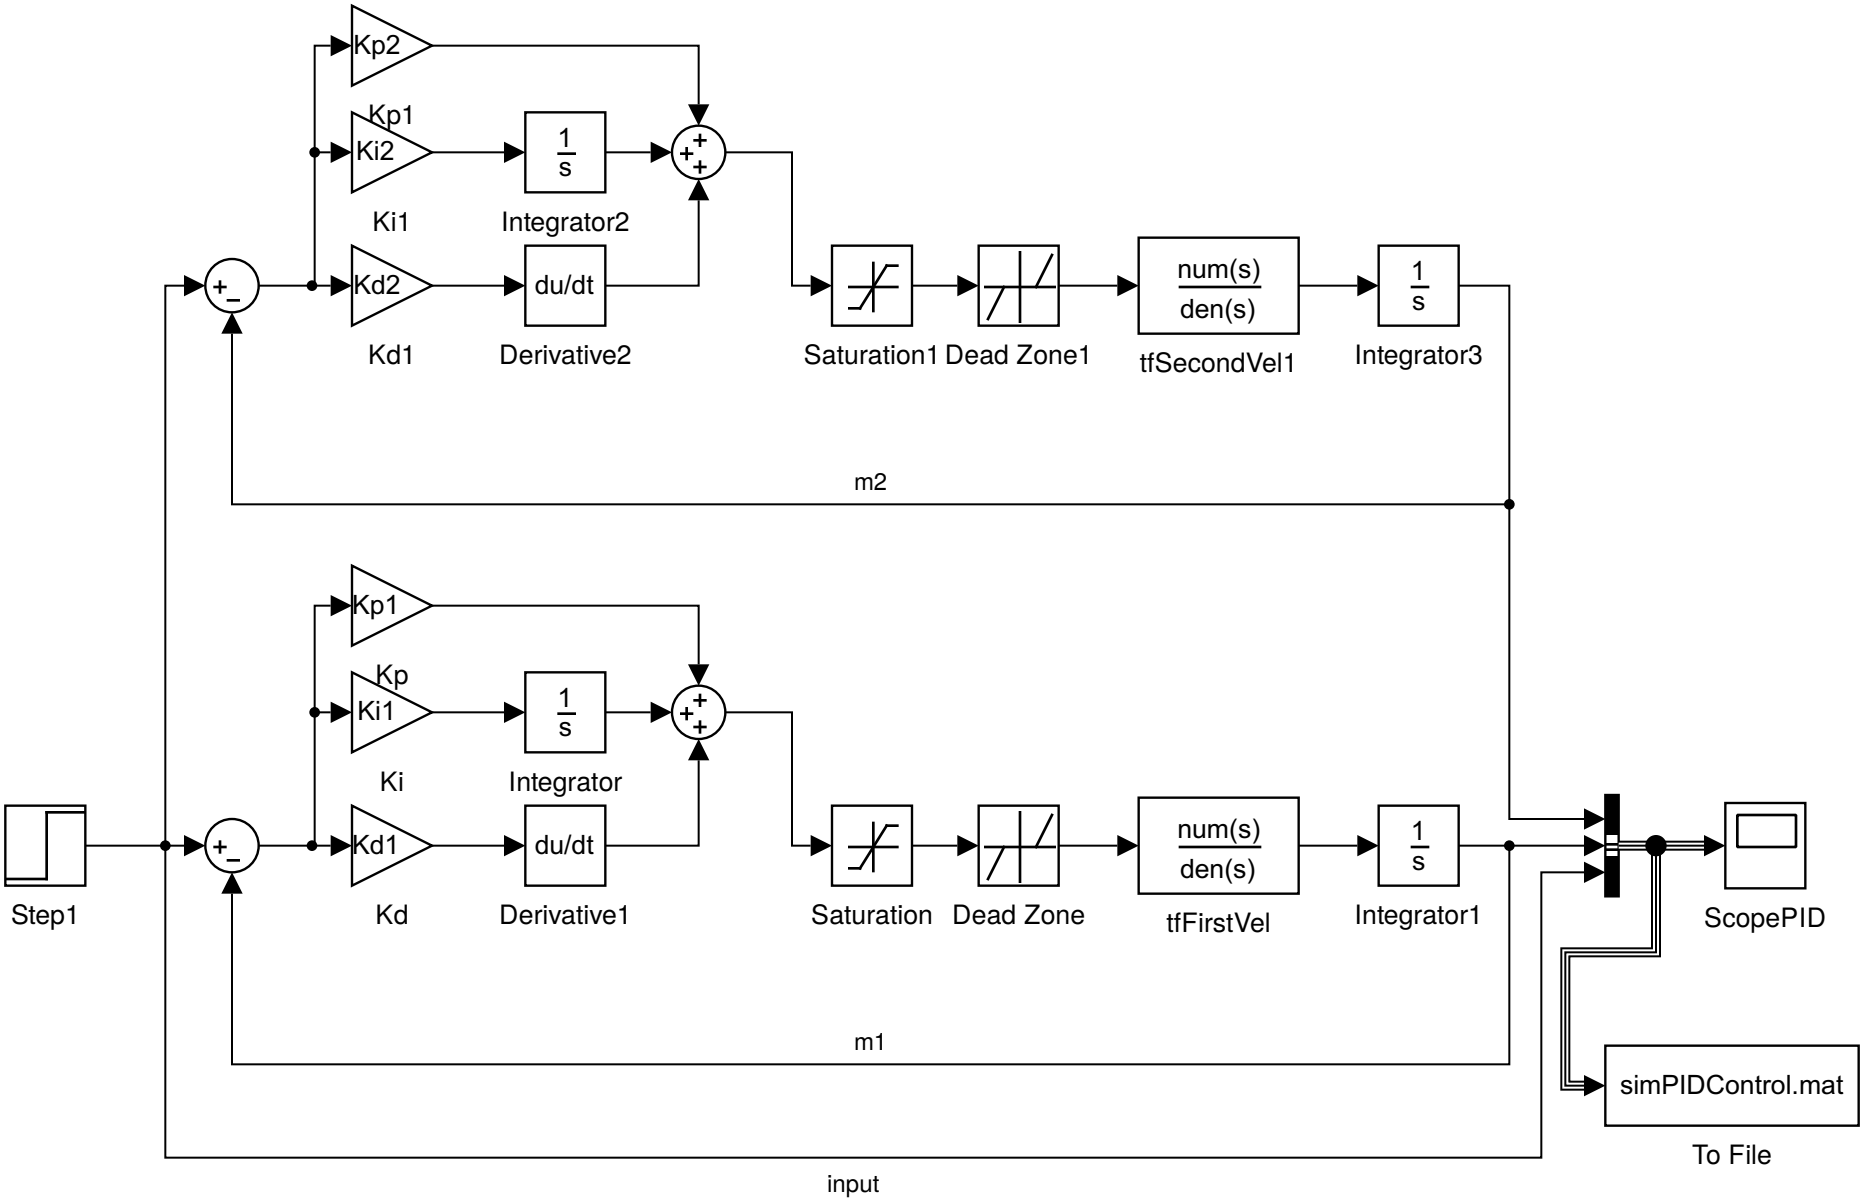 Kp2
Kp1
Ki2
1
s
+
+
+
Ki1
Integrator2
+
−
Kd2
du/dt
num(s)
den(s)
1
s
Kd1
Derivative2
Saturation1
Dead Zone1
tfSecondVel1
Integrator3
m2
Kp1
Kp
Ki1
1
s
+
+
+
Ki
Integrator
+
−
Kd1
du/dt
num(s)
den(s)
1
s
Step1
Kd
Derivative1
Saturation
Dead Zone
tfFirstVel
Integrator1
ScopePID
m1
simPIDControl.mat
To File
input